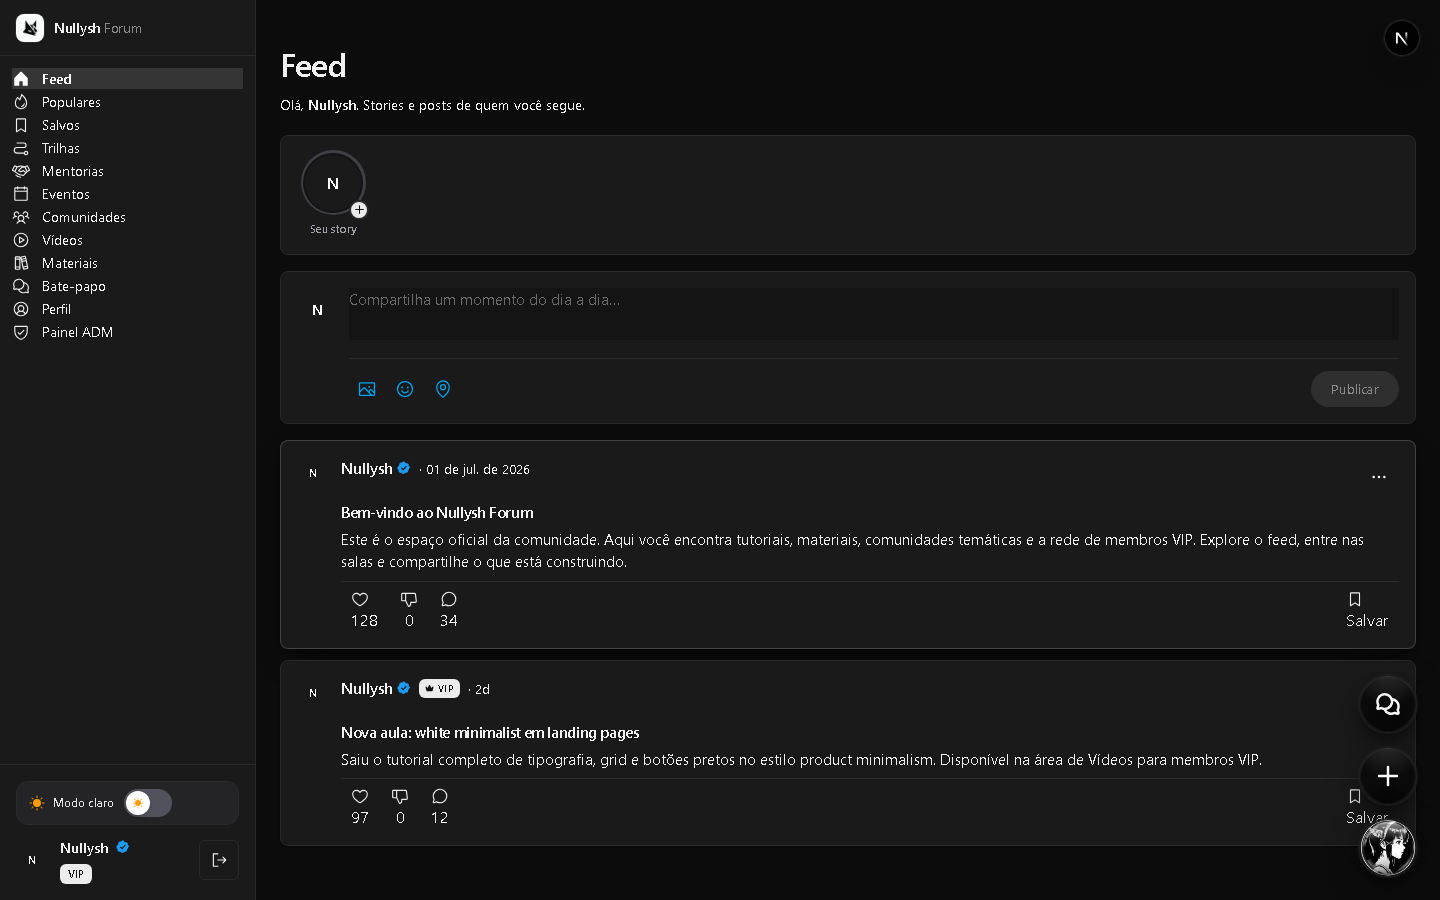 Nullysh Forum
Feed
Populares
Salvos
Trilhas
Mentorias
Eventos
Comunidades
Vídeos
Materiais
Bate-papo
Perfil
Painel ADM
Modo claro
N
Nullysh
VIP
N
Feed
Olá, Nullysh. Stories e posts de quem você segue.
N
Seu story
N
Compartilha um momento do dia a dia...
Publicar
N
Nullysh · 01 de jul. de 2026
Bem-vindo ao Nullysh Forum
Este é o espaço oficial da comunidade. Aqui você encontra tutoriais, materiais, comunidades temáticas e a rede de membros VIP. Explore o feed, entre nas
salas e compartilhe o que está construindo.
128 0 34 Salvar
N
Nullysh VIP · 2d
Nova aula: white minimalist em landing pages
Saiu o tutorial completo de tipografia, grid e botões pretos no estilo product minimalism. Disponível na área de Vídeos para membros VIP.
97 0 12 Salvar